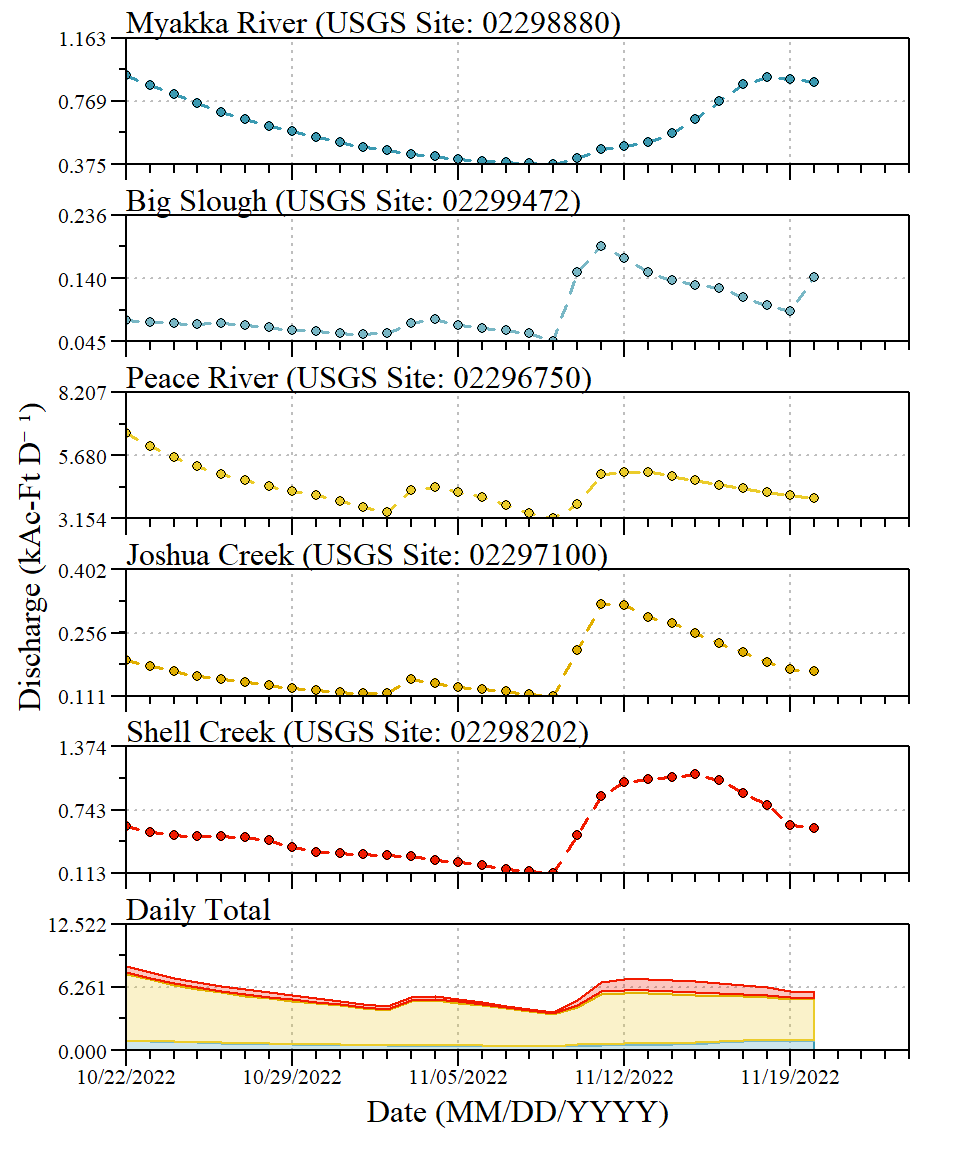 Myakka River (USGS Site: 02298880)
1.163
0.769
0.375
Big Slough (USGS Site: 02299472)
0.236
0.140
0.045
Peace River (USGS Site: 02296750)
8.207
5.680
3.154
Joshua Creek (USGS Site: 02297100)
0.402
0.256
0.111
Shell Creek (USGS Site: 02298202)
1.374
0.743
0.113
Daily Total
12.522
6.261
0.000
10/22/2022 10/29/2022 11/05/2022 11/12/2022 11/19/2022
Date (MM/DD/YYYY)
Discharge (kAc-Ft D⁻¹)